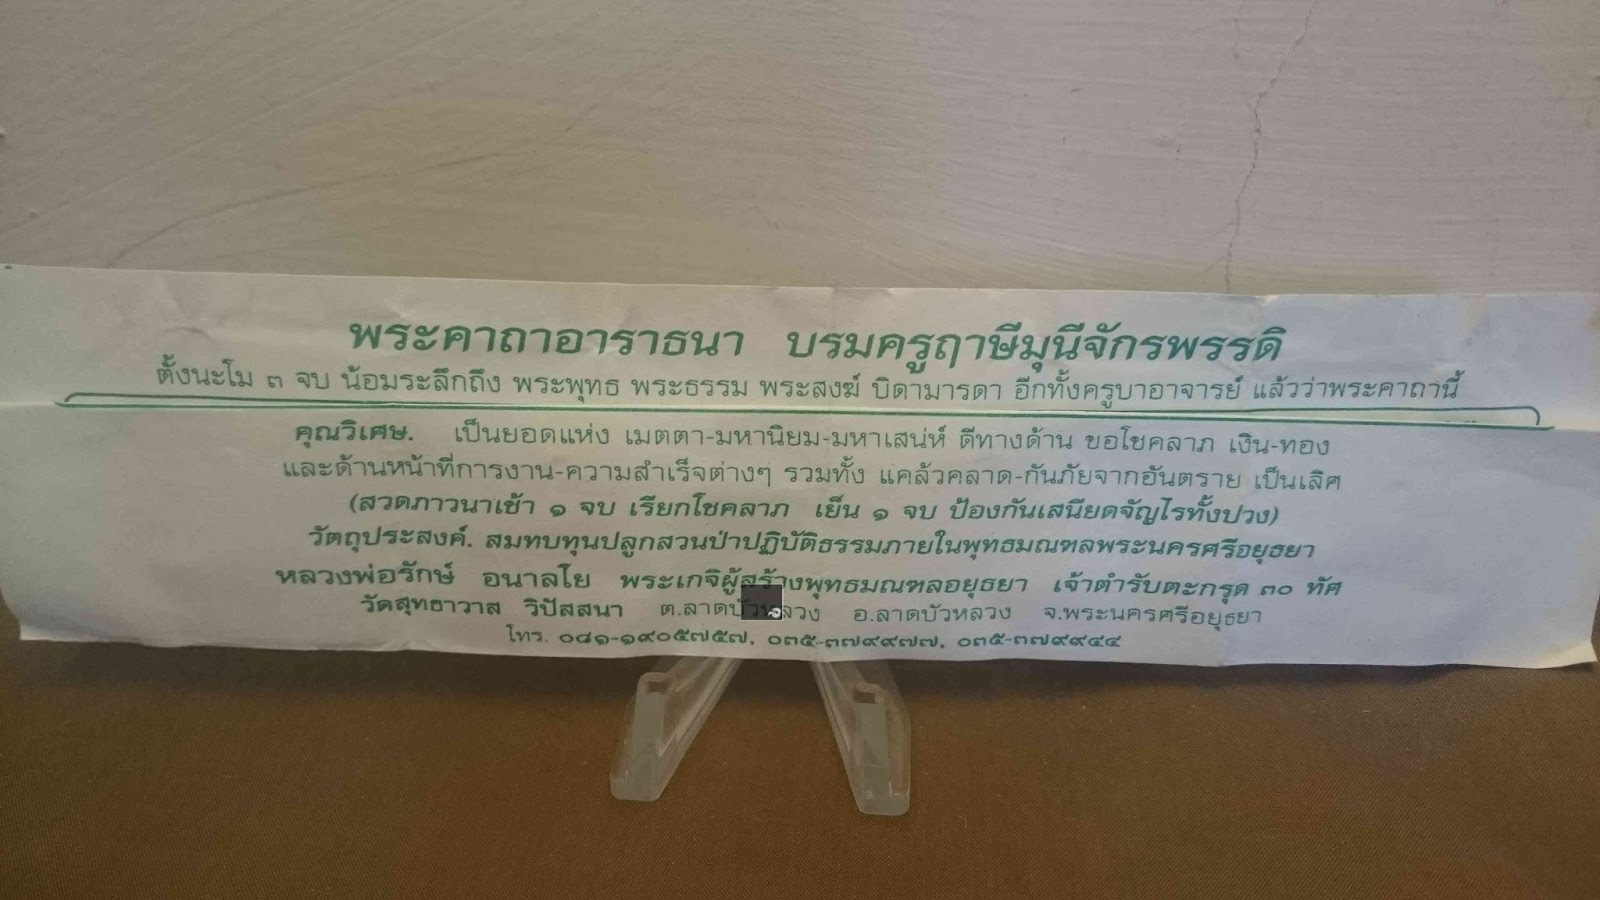 พระคาถาอาราธนา บรมครูฤาษีมุนีจักรพรรดิ
ตั้งนะโม ๓ จบ น้อมระลึกถึง พระพุทธ พระธรรม พระสงฆ์ บิดามารดา อีกทั้งครูบาอาจารย์ แล้วว่าพระคาถานี้
คุณวิเศษ. เป็นยอดแห่ง เมตตา-มหานิยม-มหาเสน่ห์ ดีทางด้าน ขอโชคลาภ เงิน-ทอง
และด้านหน้าที่การงาน-ความสำเร็จต่างๆ รวมทั้ง แคล้วคลาด-กันภัยจากอันตราย เป็นเลิศ
(สวดภาวนาเช้า ๑ จบ เรียกโชคลาภ เย็น ๑ จบ ป้องกันเสนียดจัญไรทั้งปวง)
วัตถุประสงค์. สมทบทุนปลูกสวนป่าปฏิบัติธรรมภายในพุทธมณฑลพระนครศรีอยุธยา
หลวงพ่อรักษ์ อนาลโย พระเกจิผู้สร้างพุทธมณฑลอยุธยา เจ้าตำรับตะกรุด ๓๐ ทัศ
วัดสุทธาวาส วิปัสสนา ต.ลาดบัวหลวง อ.ลาดบัวหลวง จ.พระนครศรีอยุธยา
โทร. ๐๘๑-๑๙๐๕๗๕๗, ๐๓๕-๓๗๙๙๗๗, ๐๓๕-๓๗๙๙๔๔